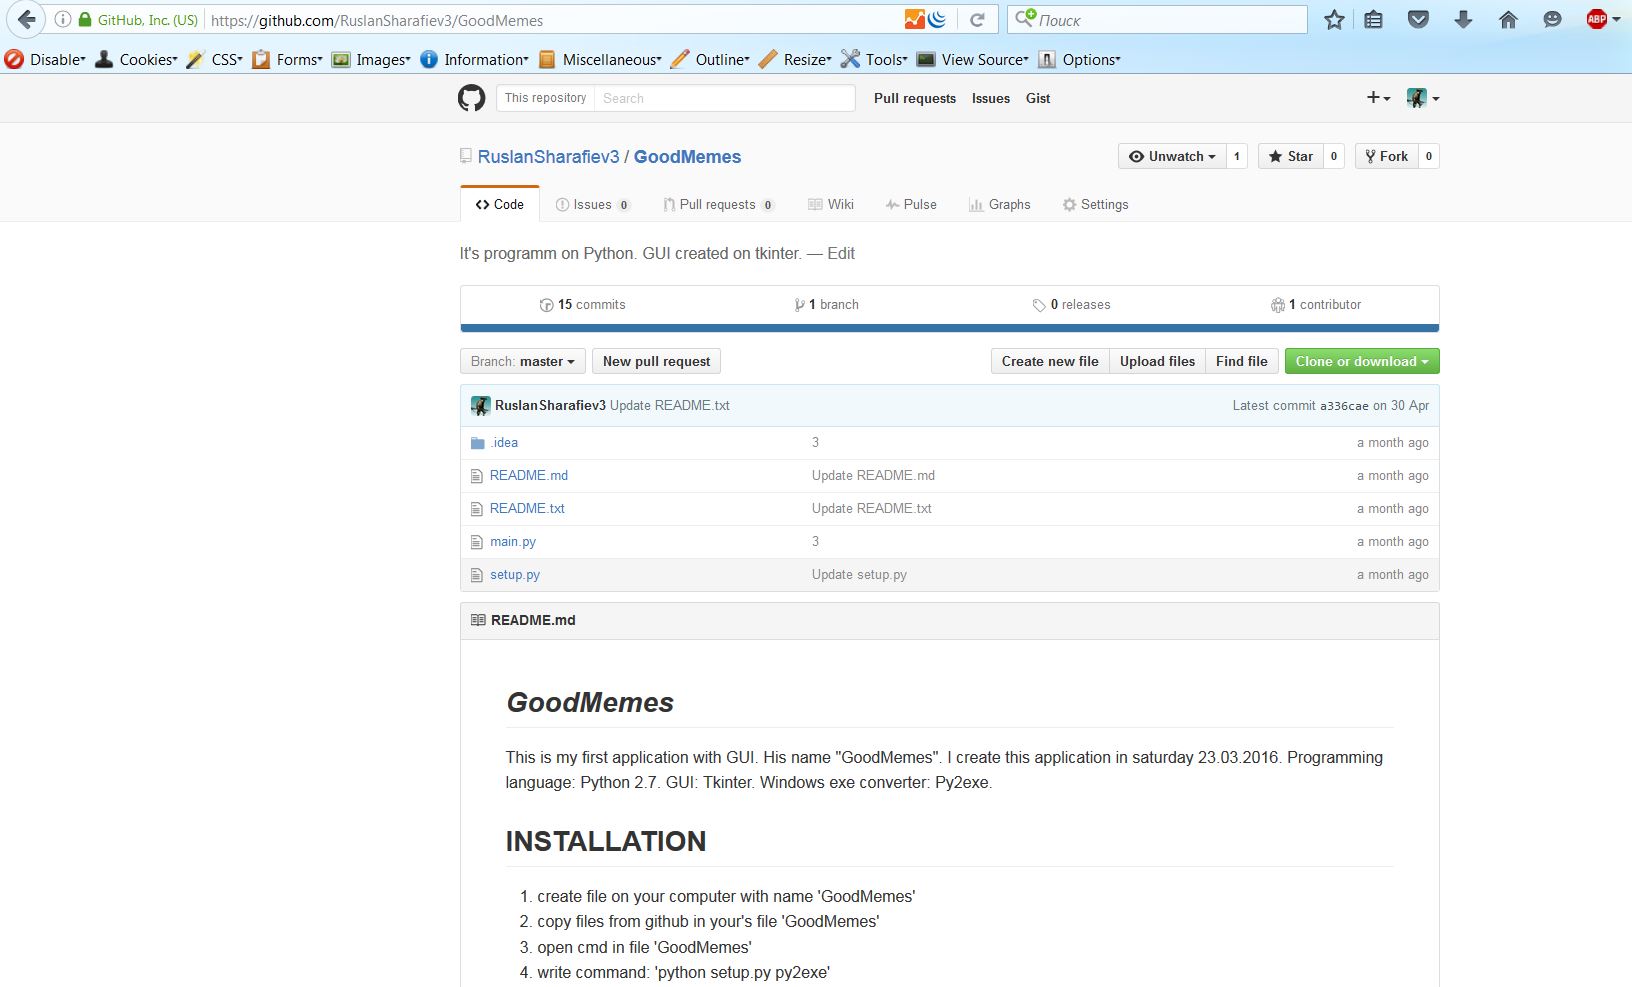 GitHub, Inc. (US) https://github.com/RuslanSharafiev3/GoodMemes Поиск ABP
Disable Cookies CSS Forms Images Information Miscellaneous Outline Resize Tools View Source Options
This repository Search Pull requests Issues Gist
RuslanSharafiev3 / GoodMemes Unwatch 1 Star 0 Fork 0
Code Issues 0 Pull requests 0 Wiki Pulse Graphs Settings
It's programm on Python. GUI created on tkinter. — Edit
15 commits 1 branch 0 releases 1 contributor
Branch: master New pull request Create new file Upload files Find file Clone or download
RuslanSharafiev3 Update README.txt Latest commit a336cae on 30 Apr
.idea 3 a month ago
README.md Update README.md a month ago
README.txt Update README.txt a month ago
main.py 3 a month ago
setup.py Update setup.py a month ago
README.md
GoodMemes
This is my first application with GUI. His name "GoodMemes". I create this application in saturday 23.03.2016. Programming
language: Python 2.7. GUI: Tkinter. Windows exe converter: Py2exe.
INSTALLATION
1. create file on your computer with name 'GoodMemes'
2. copy files from github in your's file 'GoodMemes'
3. open cmd in file 'GoodMemes'
4. write command: 'python setup.py py2exe'